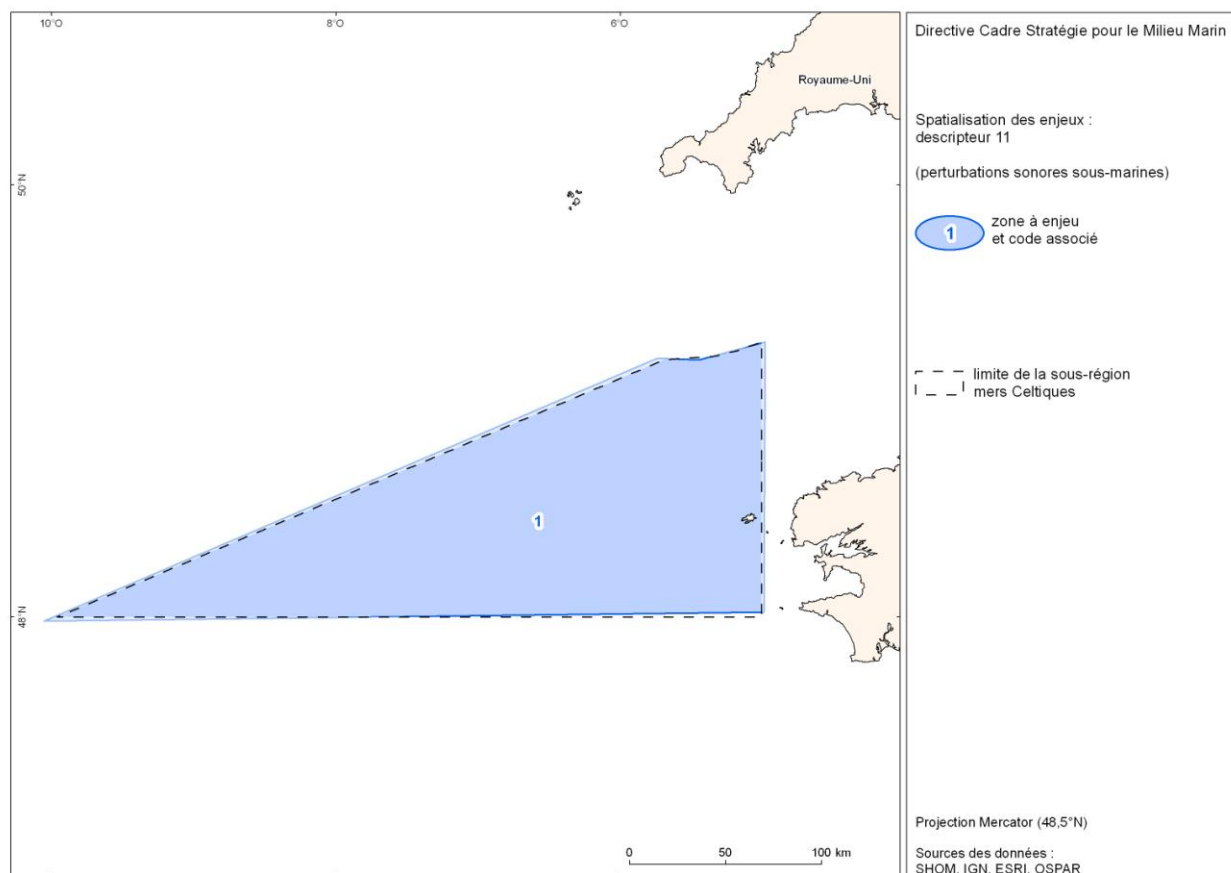 10°O 8°O 6°O
Royaume-Uni
50°N
1
48°N
0 50 100 km
Directive Cadre Stratégie pour le Milieu Marin
Spatialisation des enjeux :
descripteur 11
(perturbations sonores sous-marines)
1
zone à enjeu
et code associé
limite de la sous-région
mers Celtiques
Projection Mercator (48,5°N)
Sources des données :
SHOM, IGN, ESRI, OSPAR